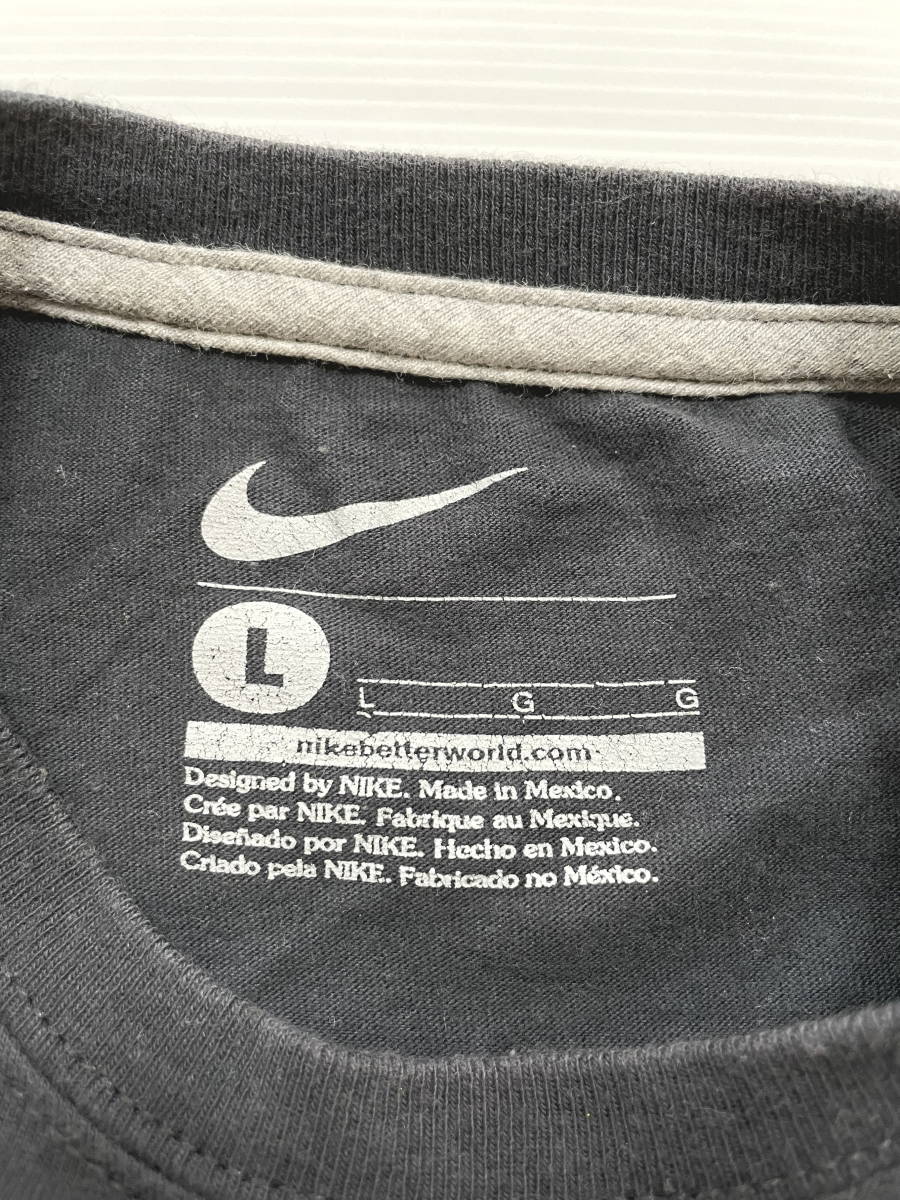 L
L G G
nikebetterworld.com
Designed by NIKE. Made in Mexico.
Crée par NIKE. Fabrique au Mexique.
Diseñado por NIKE. Hecho en Mexico.
Criado pela NIKE. Fabricado no México.